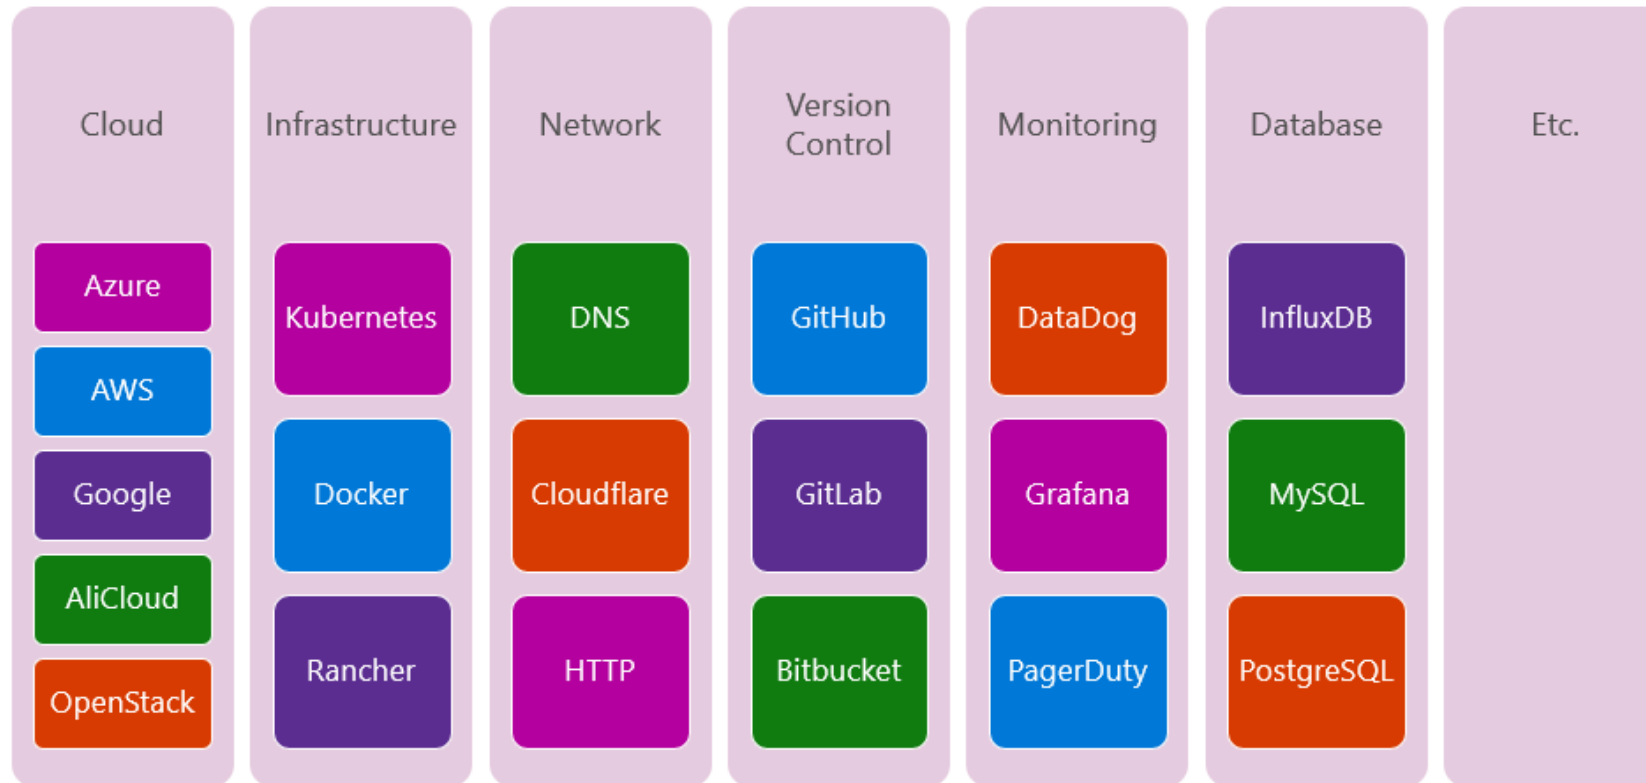 Cloud
Azure
AWS
Google
AliCloud
OpenStack
Infrastructure
Kubernetes
Docker
Rancher
Network
DNS
Cloudflare
HTTP
Version
Control
GitHub
GitLab
Bitbucket
Monitoring
DataDog
Grafana
PagerDuty
Database
InfluxDB
MySQL
PostgreSQL
Etc.